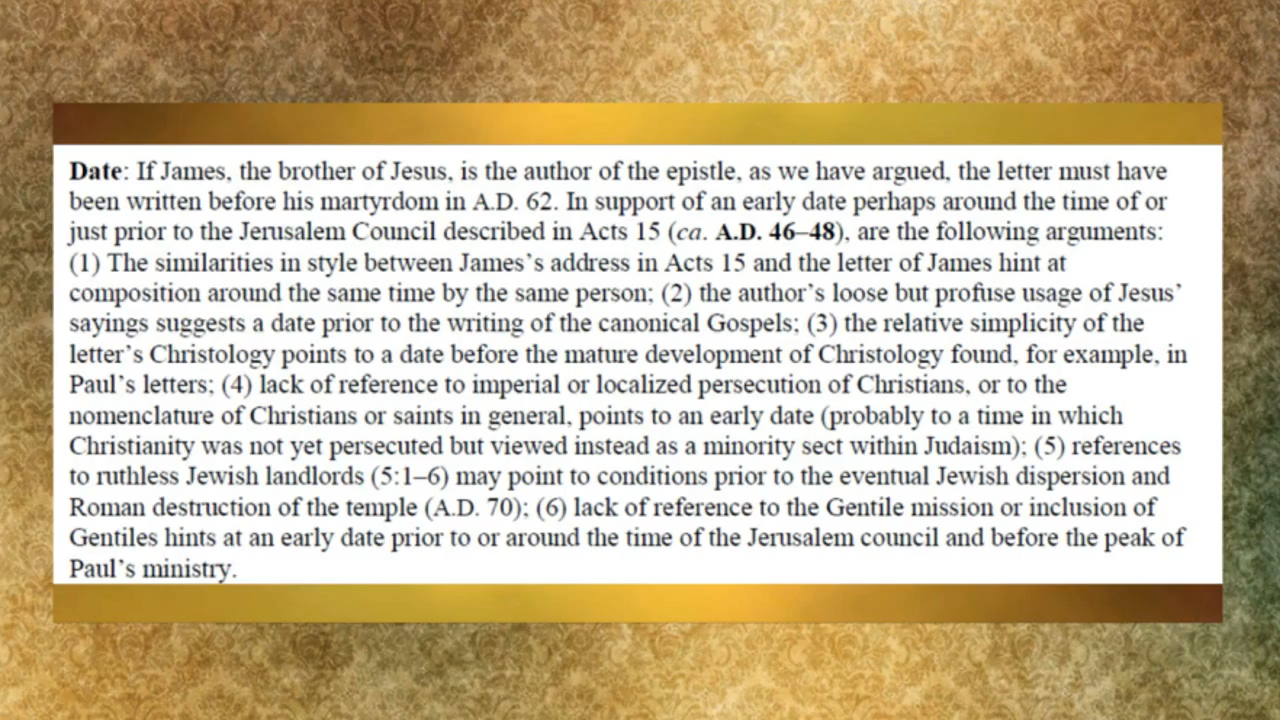 Date: If James, the brother of Jesus, is the author of the epistle, as we have argued, the letter must have
been written before his martyrdom in A.D. 62. In support of an early date perhaps around the time of or
just prior to the Jerusalem Council described in Acts 15 (ca. A.D. 46–48), are the following arguments:
(1) The similarities in style between James’s address in Acts 15 and the letter of James hint at
composition around the same time by the same person; (2) the author’s loose but profuse usage of Jesus’
sayings suggests a date prior to the writing of the canonical Gospels; (3) the relative simplicity of the
letter’s Christology points to a date before the mature development of Christology found, for example, in
Paul’s letters; (4) lack of reference to imperial or localized persecution of Christians, or to the
nomenclature of Christians or saints in general, points to an early date (probably to a time in which
Christianity was not yet persecuted but viewed instead as a minority sect within Judaism); (5) references
to ruthless Jewish landlords (5:1–6) may point to conditions prior to the eventual Jewish dispersion and
Roman destruction of the temple (A.D. 70); (6) lack of reference to the Gentile mission or inclusion of
Gentiles hints at an early date prior to or around the time of the Jerusalem council and before the peak of
Paul’s ministry.